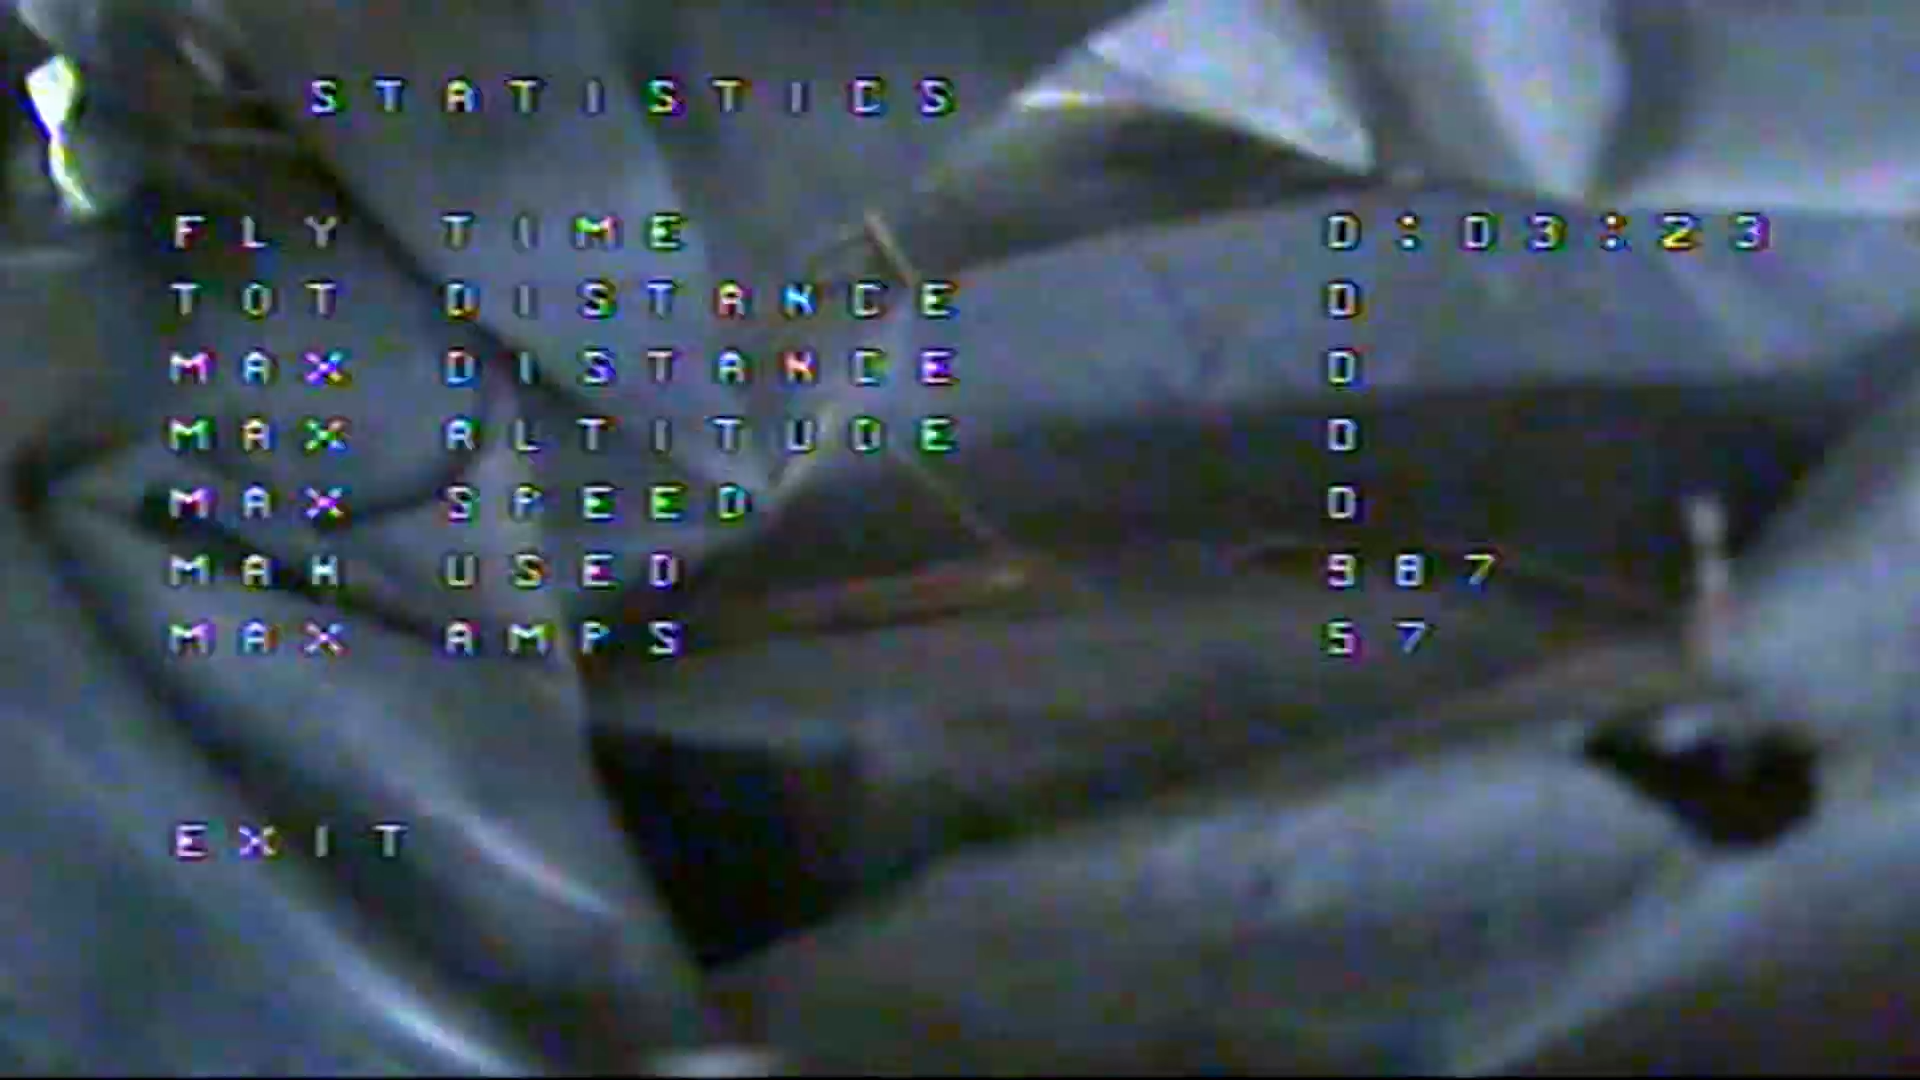 STATISTICS
FLY TIME 0:03:23
TOT DISTANCE 0
MAX DISTANCE 0
MAX ALTITUDE 0
MAX SPEED 0
MAH USED 987
MAX AMPS 57
EXIT